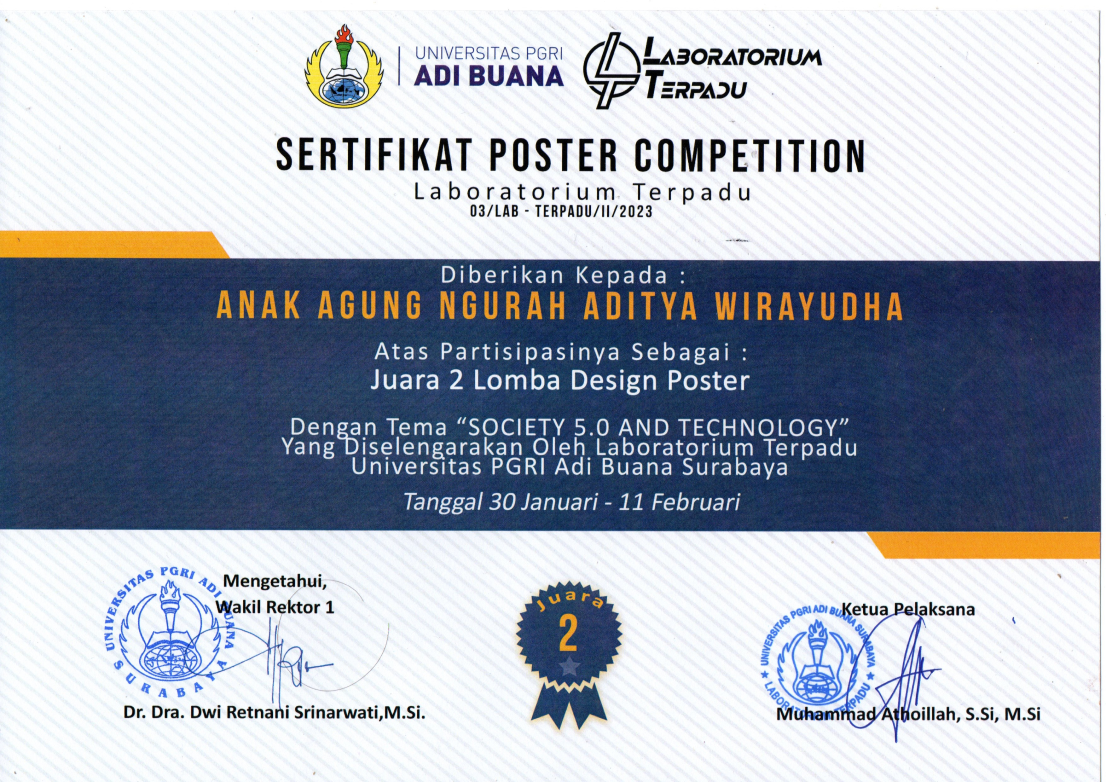 UNIVERSITAS PGRI
ADI BUANA
LABORATORIUM
TERPADU
SERTIFIKAT POSTER COMPETITION
Laboratorium Terpadu
03/LAB - TERPADU/II/2023
Diberikan Kepada :
ANAK AGUNG NGURAH ADITYA WIRAYUDHA
Atas Partisipasinya Sebagai :
Juara 2 Lomba Design Poster
Dengan Tema “SOCIETY 5.0 AND TECHNOLOGY”
Yang Diselengarakan Oleh Laboratorium Terpadu
Universitas PGRI Adi Buana Surabaya
Tanggal 30 Januari - 11 Februari
Mengetahui,
Wakil Rektor 1
UNIVERSITAS PGRI ADI BUANA
SURABAYA
Dr. Dra. Dwi Retnani Srinarwati,M.Si.
Juara
2
Ketua Pelaksana
UNIVERSITAS PGRI ADI BUANA SURABAYA
LABORATORIUM TERPADU
Muhammad Athoillah, S.Si, M.Si